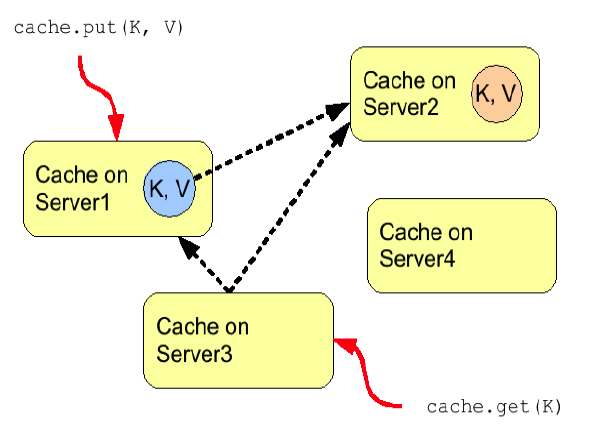 cache.put(K, V)
Cache on
Server2
K, V
Cache on
Server1
K, V
Cache on
Server4
Cache on
Server3
cache.get(K)